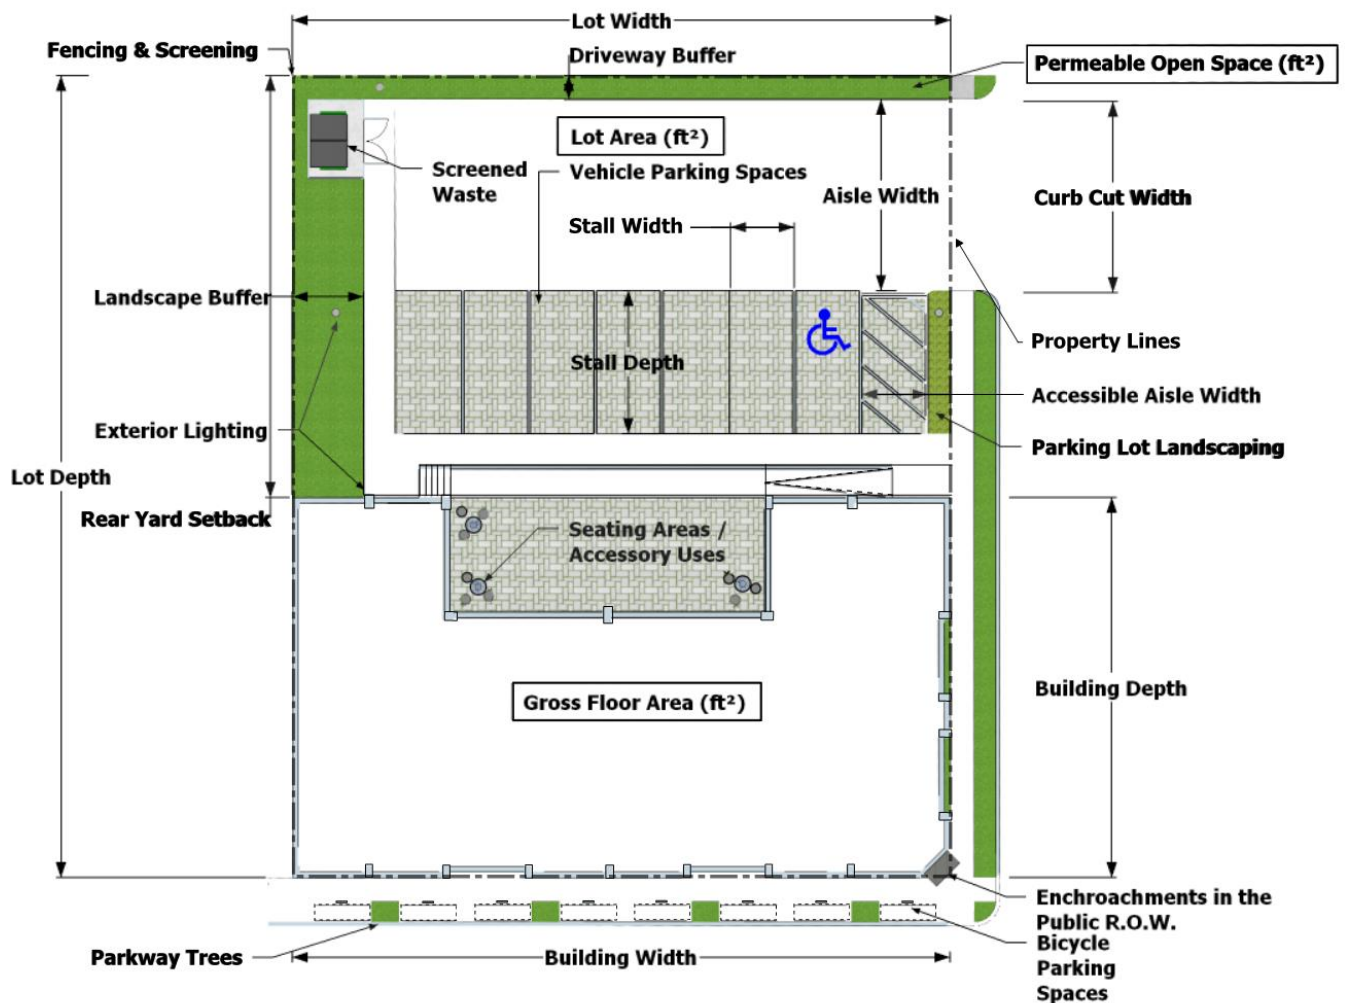 Lot Width
Fencing & Screening
Driveway Buffer
Permeable Open Space (ft²)
Lot Area (ft²)
Screened
Waste
Vehicle Parking Spaces
Aisle Width
Curb Cut Width
Stall Width
Landscape Buffer
Property Lines
Stall Depth
Accessible Aisle Width
Exterior Lighting
Parking Lot Landscaping
Lot Depth
Rear Yard Setback
Seating Areas /
Accessory Uses
Building Depth
Gross Floor Area (ft²)
Enchroachments in the
Public R.O.W.
Bicycle
Parking
Spaces
Parkway Trees
Building Width